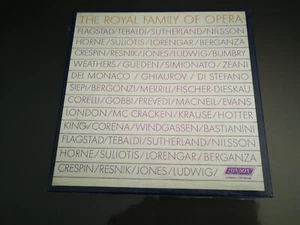 THE ROYAL FAMILY OF OPERA
FLAGSTAD/TEBALDI/SUTHERLAND/NILSSON
HORNE/SULIOTIS/LORENGAR/BERGANZA
CRESPIN/RESNIK/JONES/LUDWIG/BUMBRY
WEATHERS/GUEDEN/SIMIONATO/ZEANI
DEL MONACO/GHIAUROV/DI STEFANO
SIEPI/BERGONZI/MERRILL/FISCHER-DIESKAU
CORELLI/GOBBI/PREVEDI/MACNEIL/EVANS
LONDON/MC CRACKEN/KRAUSE/HOTTER
KING/CORENA/WINDGASSEN/BASTIANINI
FLAGSTAD/TEBALDI/SUTHERLAND/NILSSON
HORNE/SULIOTIS/LORENGAR/BERGANZA
CRESPIN/RESNIK/JONES/LUDWIG/
LONDON